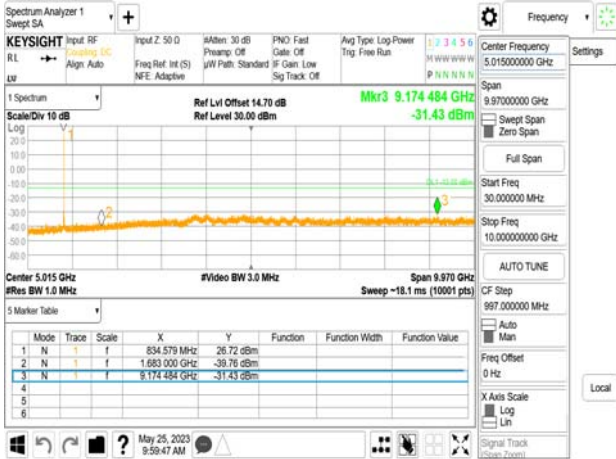 Spectrum Analyzer 1
Swept SA
Frequency
Settings
KEYSIGHT
RL
Input: RF
Coupling: DC
Align: Auto
Input Z: 50 Ω
Freq Ref: Int (S)
NFE: Adaptive
#Atten: 30 dB
Preamp: Off
µW Path: Standard
PNO: Fast
Gate: Off
IF Gain: Low
Sig Track: Off
Avg Type: Log-Power
Trig: Free Run
1 2 3 4 5 6
M W W W W W
P N N N N N
1 Spectrum
Scale/Div 10 dB
Ref Lvl Offset 14.70 dB
Ref Level 30.00 dBm
Mkr3 9.174 484 GHz
-31.43 dBm
Log
20.0
10.0
0.00
-10.0
-20.0
-30.0
-40.0
-50.0
-60.0
1
2
3
Center 5.015 GHz
#Res BW 1.0 MHz
#Video BW 3.0 MHz
Span 9.970 GHz
Sweep ~18.1 ms (10001 pts)
5 Marker Table
Mode Trace Scale X Y Function Function Width Function Value
1 N 1 f 834.579 MHz 26.72 dBm
2 N 1 f 1.683 000 GHz -39.76 dBm
3 N 1 f 9.174 484 GHz -31.43 dBm
4
5
6
Center Frequency
5.015000000 GHz
Span
9.97000000 GHz
Swept Span
Zero Span
Full Span
Start Freq
30.000000 MHz
Stop Freq
10.000000000 GHz
AUTO TUNE
CF Step
997.000000 MHz
Auto
Man
Freq Offset
0 Hz
X Axis Scale
Log
Lin
Signal Track
(Span Zoom)
Local
?
May 25, 2023
9:59:47 AM